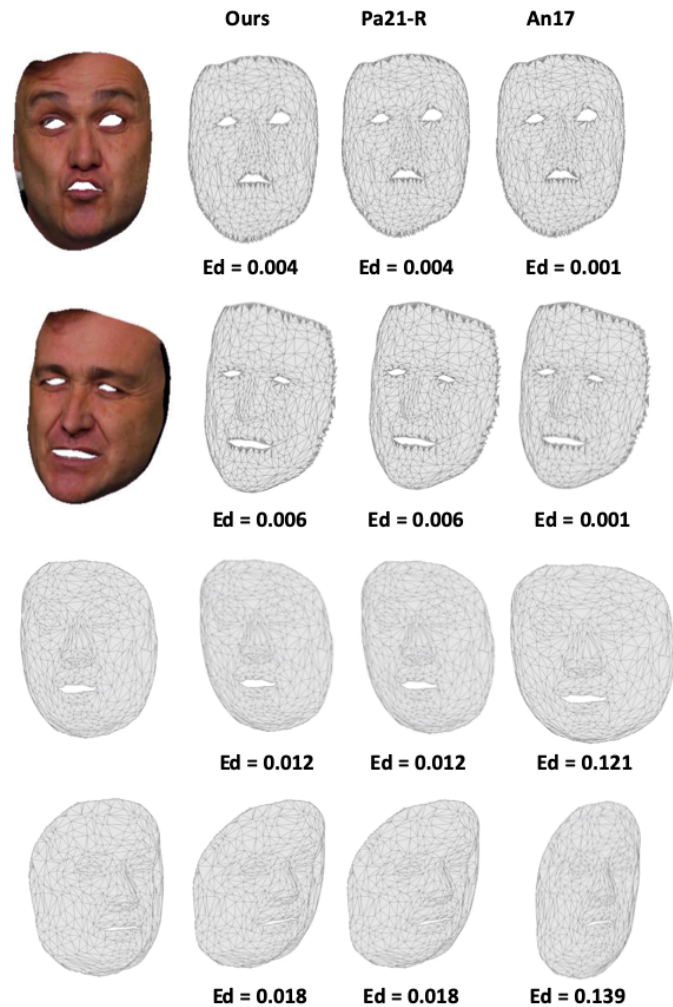 Ours Pa21-R An17
Ed = 0.004 Ed = 0.004 Ed = 0.001
Ed = 0.006 Ed = 0.006 Ed = 0.001
Ed = 0.012 Ed = 0.012 Ed = 0.121
Ed = 0.018 Ed = 0.018 Ed = 0.139